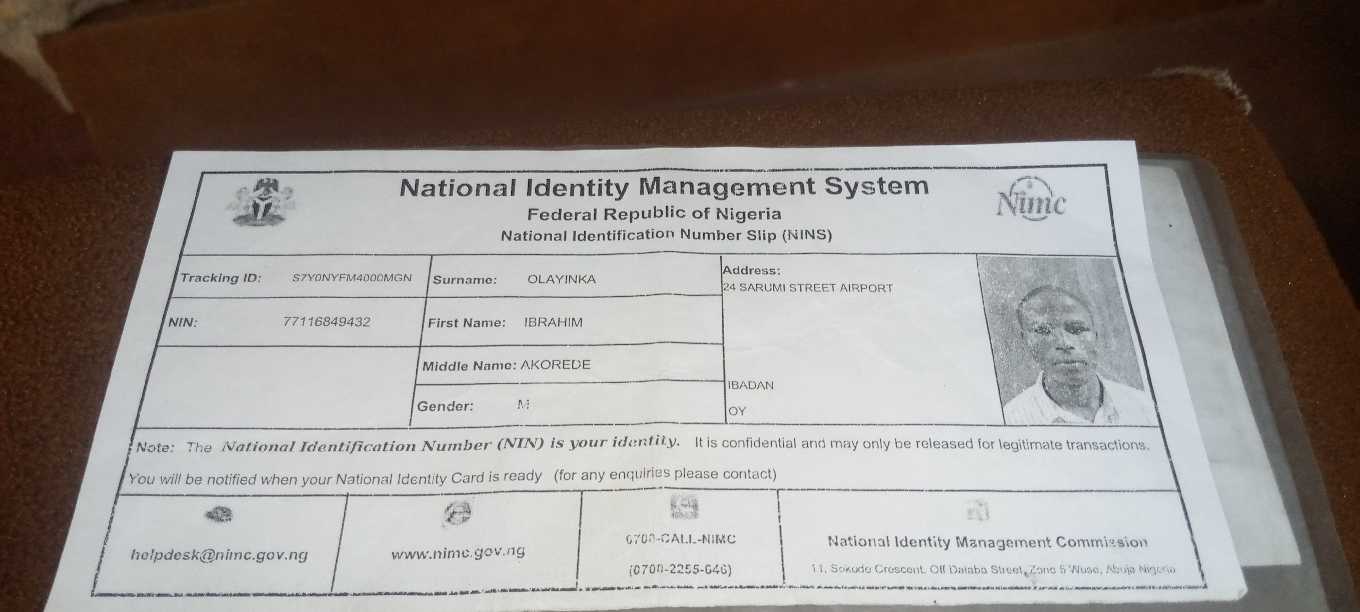 National Identity Management System
Federal Republic of Nigeria
National Identification Number Slip (NINS)
Nimc
Tracking ID: S7Y0NYFM4000MGN
Surname: OLAYINKA
Address:
24 SARUMI STREET AIRPORT
NIN: 77116849432
First Name: IBRAHIM
Middle Name: AKOREDE
IBADAN
Gender: M
OY
Note: The National Identification Number (NIN) is your identity. It is confidential and may only be released for legitimate transactions.
You will be notified when your National Identity Card is ready (for any enquiries please contact)
helpdesk@nimc.gov.ng
www.nimc.gov.ng
0700-CALL-NIMC
(0700-2255-646)
National Identity Management Commission
11, Sokode Crescent, Off Dalaba Street, Zone 5 Wuse, Abuja Nigeria